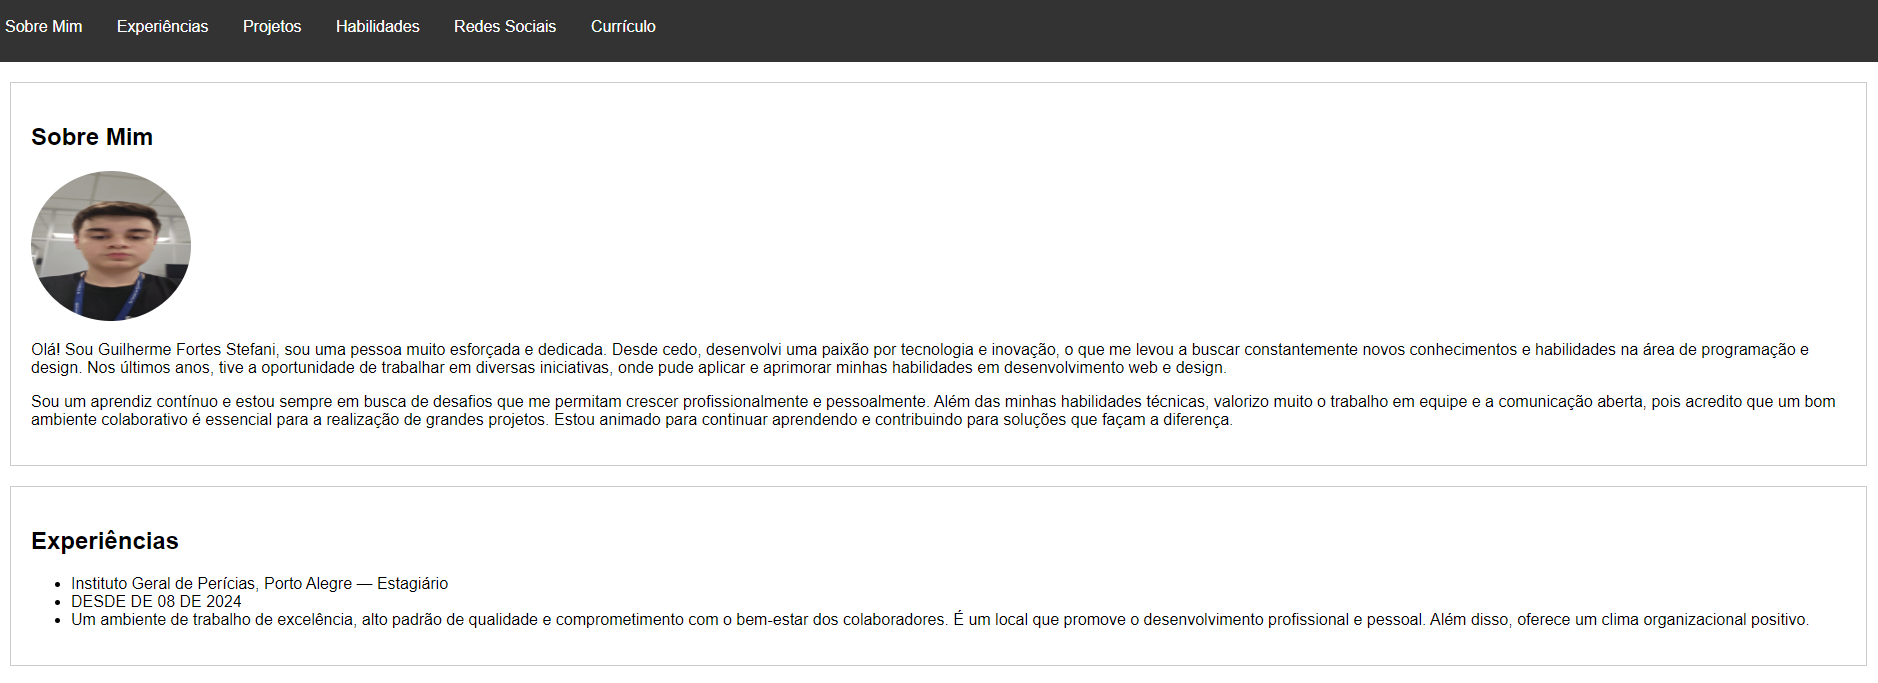 Sobre Mim Experiências Projetos Habilidades Redes Sociais Currículo
Sobre Mim
Olá! Sou Guilherme Fortes Stefani, sou uma pessoa muito esforçada e dedicada. Desde cedo, desenvolvi uma paixão por tecnologia e inovação, o que me levou a buscar constantemente novos conhecimentos e habilidades na área de programação e
design. Nos últimos anos, tive a oportunidade de trabalhar em diversas iniciativas, onde pude aplicar e aprimorar minhas habilidades em desenvolvimento web e design.
Sou um aprendiz contínuo e estou sempre em busca de desafios que me permitam crescer profissionalmente e pessoalmente. Além das minhas habilidades técnicas, valorizo muito o trabalho em equipe e a comunicação aberta, pois acredito que um bom
ambiente colaborativo é essencial para a realização de grandes projetos. Estou animado para continuar aprendendo e contribuindo para soluções que façam a diferença.
Experiências
• Instituto Geral de Perícias, Porto Alegre — Estagiário
• DESDE DE 08 DE 2024
• Um ambiente de trabalho de excelência, alto padrão de qualidade e comprometimento com o bem-estar dos colaboradores. É um local que promove o desenvolvimento profissional e pessoal. Além disso, oferece um clima organizacional positivo.